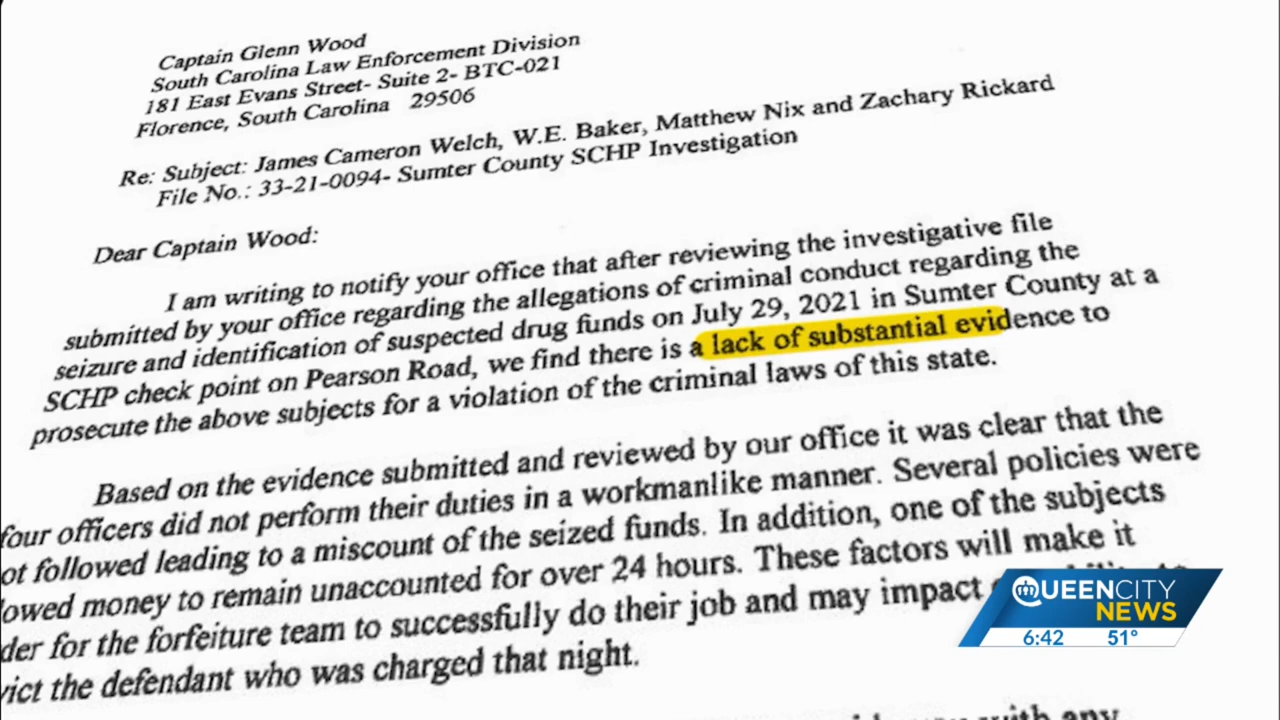 Captain Glenn Wood
South Carolina Law Enforcement Division
181 East Evans Street- Suite 2- BTC-021
Florence, South Carolina 29506
Re: Subject: James Cameron Welch, W.E. Baker, Matthew Nix and Zachary Rickard
File No.: 33-21-0094- Sumter County SCHP Investigation
Dear Captain Wood:
I am writing to notify your office that after reviewing the investigative file
submitted by your office regarding the allegations of criminal conduct regarding the
seizure and identification of suspected drug funds on July 29, 2021 in Sumter County at a
SCHP check point on Pearson Road, we find there is a lack of substantial evidence to
prosecute the above subjects for a violation of the criminal laws of this state.
Based on the evidence submitted and reviewed by our office it was clear that the
four officers did not perform their duties in a workmanlike manner. Several policies were
ot followed leading to a miscount of the seized funds. In addition, one of the subjects
lowed money to remain unaccounted for over 24 hours. These factors will make it
der for the forfeiture team to successfully do their job and may impact
vict the defendant who was charged that night.
with any
QUEEN CITY
NEWS
6:42 51°